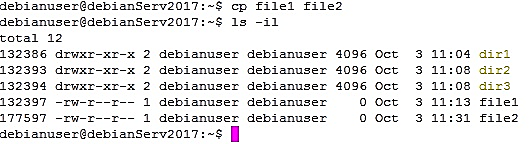 debianuser@debianServ2017:~$ cp file1 file2
debianuser@debianServ2017:~$ ls -il
total 12
132386 drwxr-xr-x 2 debianuser debianuser 4096 Oct  3 11:04 dir1
132393 drwxr-xr-x 2 debianuser debianuser 4096 Oct  3 11:08 dir2
132394 drwxr-xr-x 2 debianuser debianuser 4096 Oct  3 11:08 dir3
132397 -rw-r--r-- 1 debianuser debianuser    0 Oct  3 11:13 file1
177597 -rw-r--r-- 1 debianuser debianuser    0 Oct  3 11:31 file2
debianuser@debianServ2017:~$